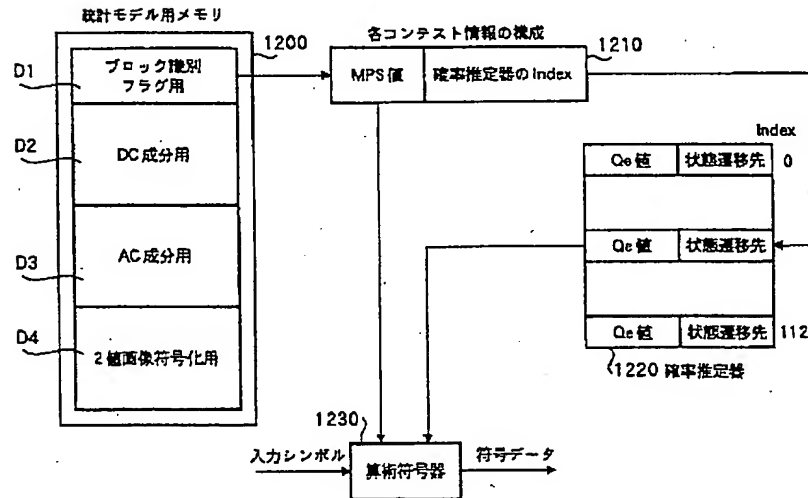 統計モデル用メモリ
1200
D1
ブロック識別
フラグ用
D2
DC成分用
D3
AC成分用
D4
2値画像符号化用
各コンテスト情報の構成
1210
MPS値
確率推定器のIndex
Index
Qe値
状態遷移先
0
Qe値
状態遷移先
Qe値
状態遷移先
112
1220 確率推定器
1230
入力シンボル
算術符号器
符号データ